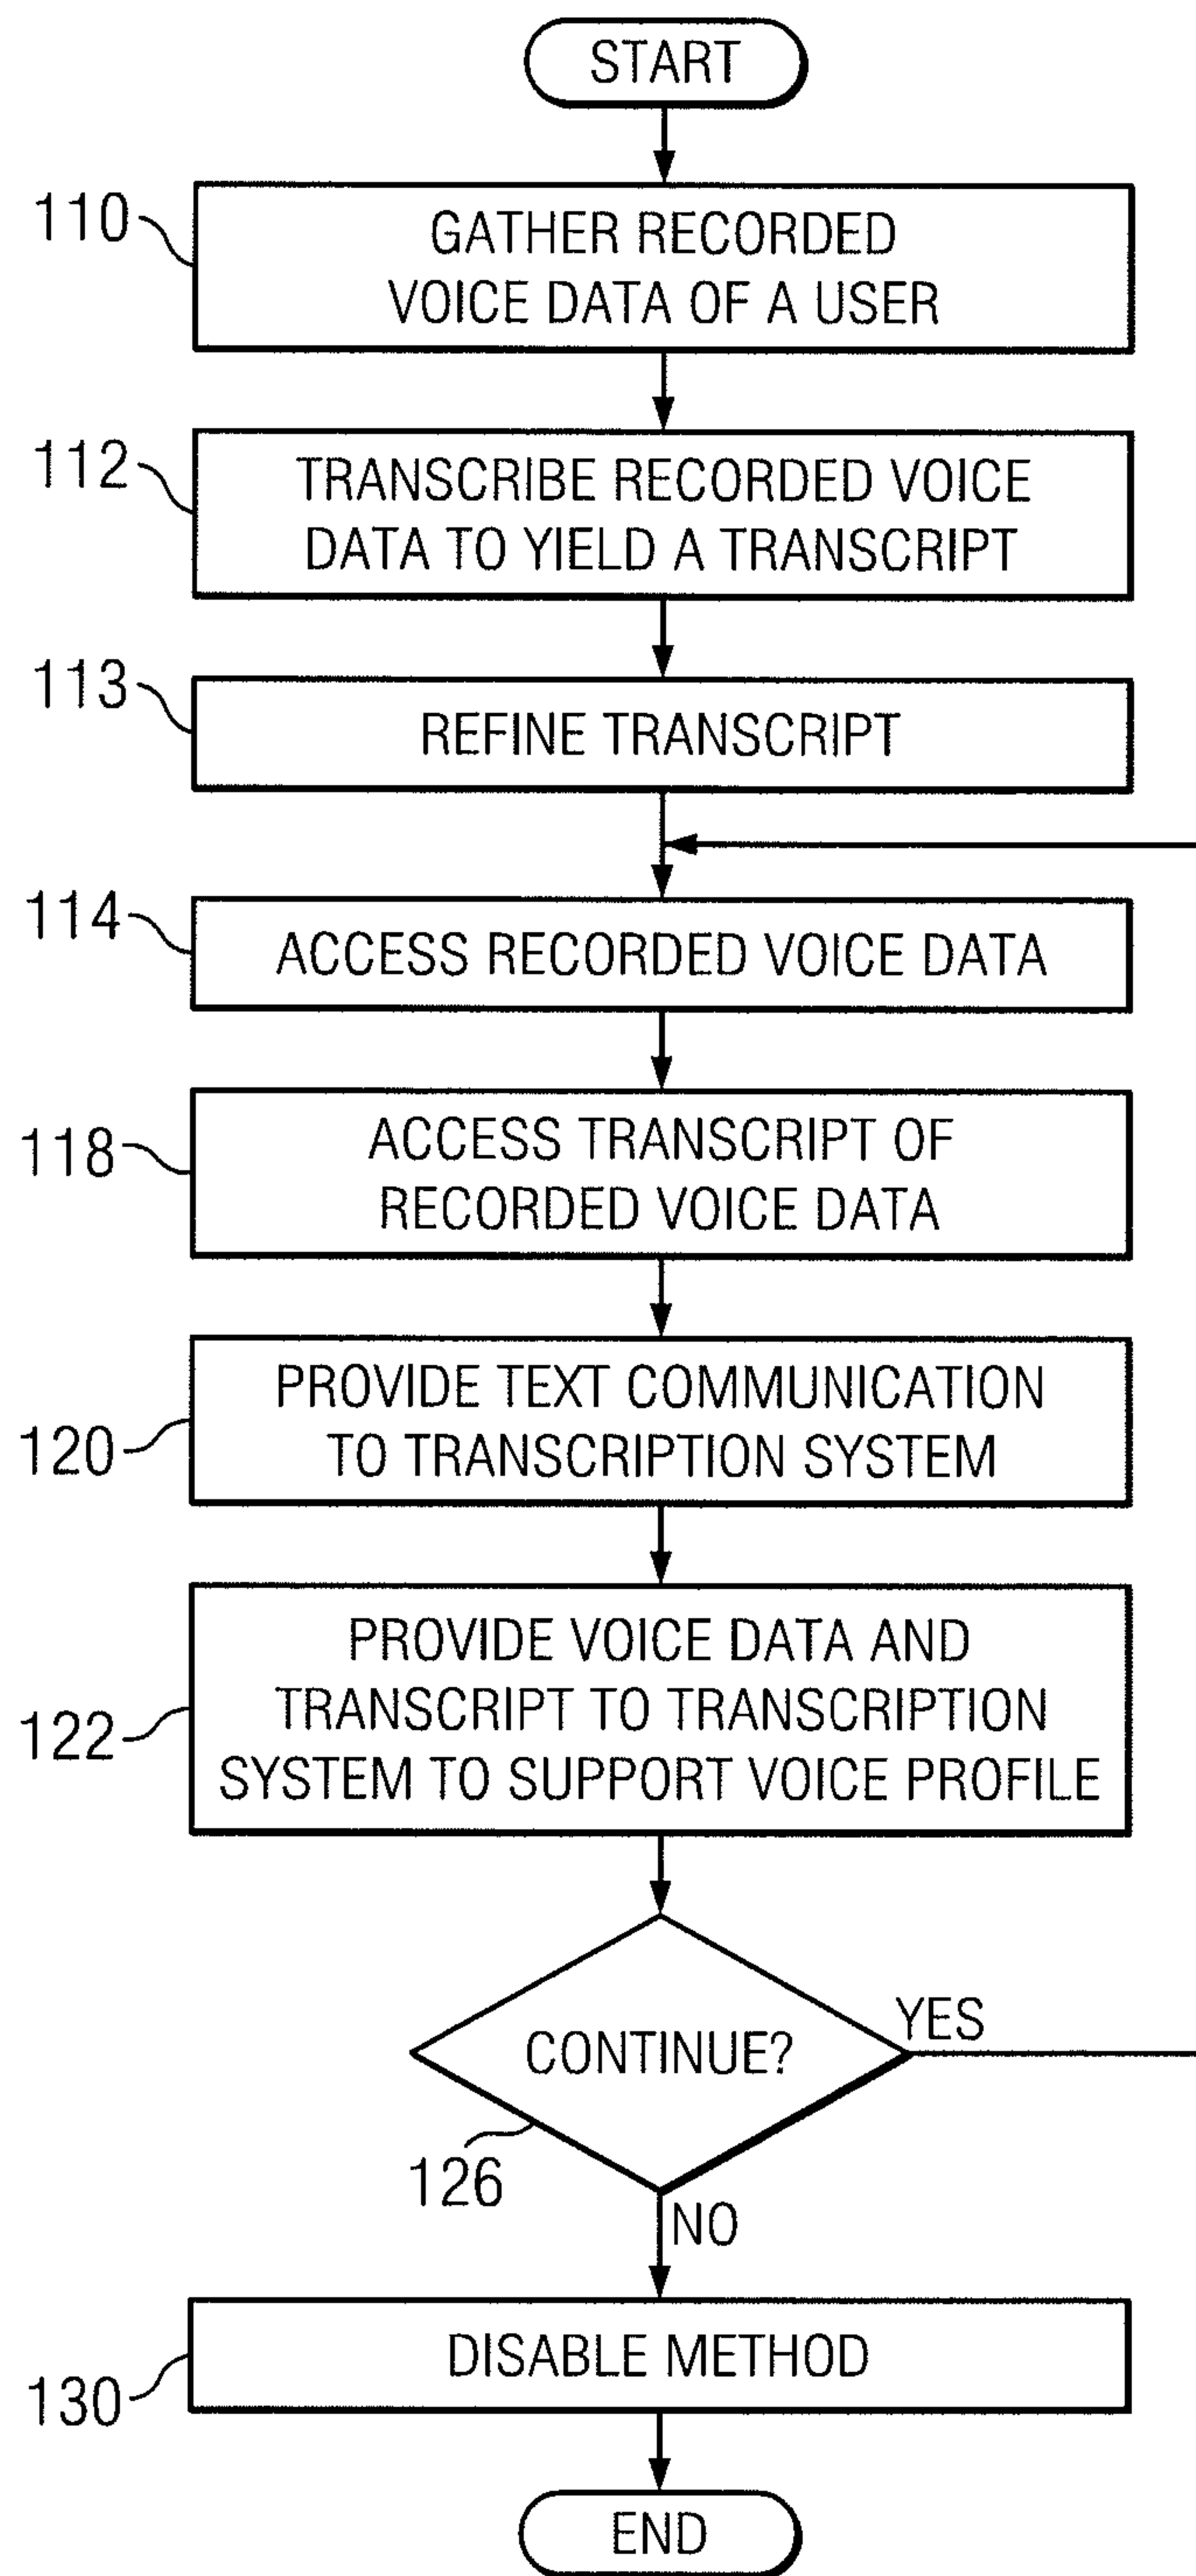 START
110
GATHER RECORDED
VOICE DATA OF A USER
112
TRANSCRIBE RECORDED VOICE
DATA TO YIELD A TRANSCRIPT
113
REFINE TRANSCRIPT
114
ACCESS RECORDED VOICE DATA
118
ACCESS TRANSCRIPT OF
RECORDED VOICE DATA
120
PROVIDE TEXT COMMUNICATION
TO TRANSCRIPTION SYSTEM
122
PROVIDE VOICE DATA AND
TRANSCRIPT TO TRANSCRIPTION
SYSTEM TO SUPPORT VOICE PROFILE
CONTINUE?
YES
126
NO
130
DISABLE METHOD
END